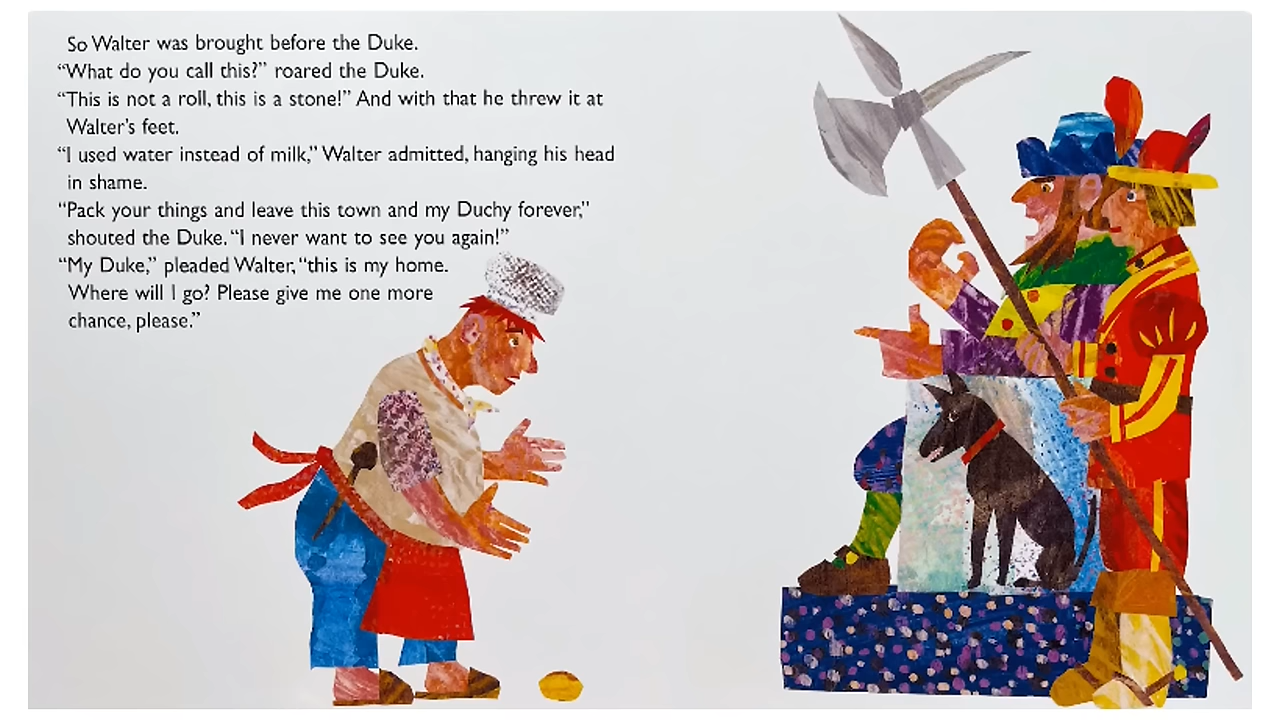 So Walter was brought before the Duke.
“What do you call this?” roared the Duke.
“This is not a roll, this is a stone!” And with that he threw it at
Walter’s feet.
“I used water instead of milk,” Walter admitted, hanging his head
in shame.
“Pack your things and leave this town and my Duchy forever,”
shouted the Duke. “I never want to see you again!”
“My Duke,” pleaded Walter, “this is my home.
Where will I go? Please give me one more
chance, please.”